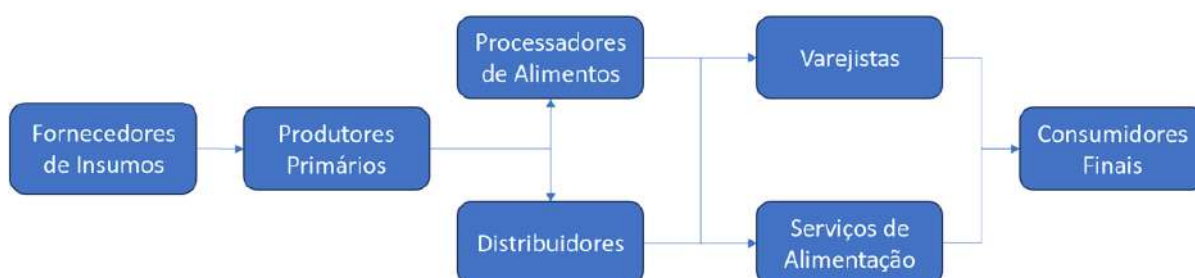 Fornecedores
de Insumos
Produtores
Primários
Processadores
de Alimentos
Distribuidores
Varejistas
Serviços de
Alimentação
Consumidores
Finais